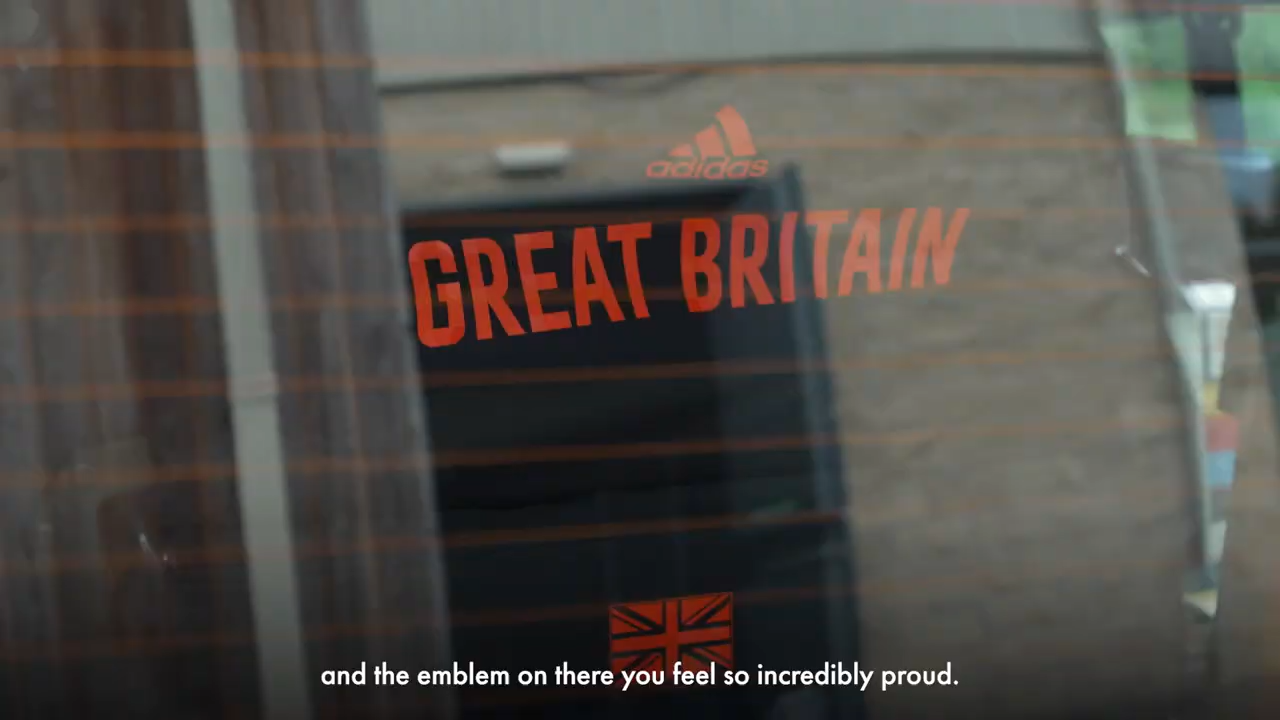 adidas
GREAT BRITAIN
and the emblem on there you feel so incredibly proud.